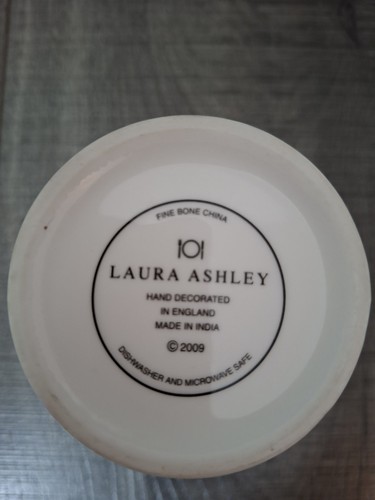 FINE BONE CHINA
LAURA ASHLEY
HAND DECORATED
IN ENGLAND
MADE IN INDIA
© 2009
DISHWASHER AND MICROWAVE SAFE